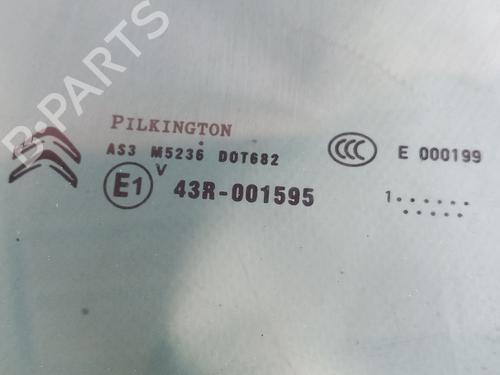 B-PARTS
PILKINGTON
AS3 M5236 DOT682
CCC E 000199
V
E1 43R-001595
1......
.....